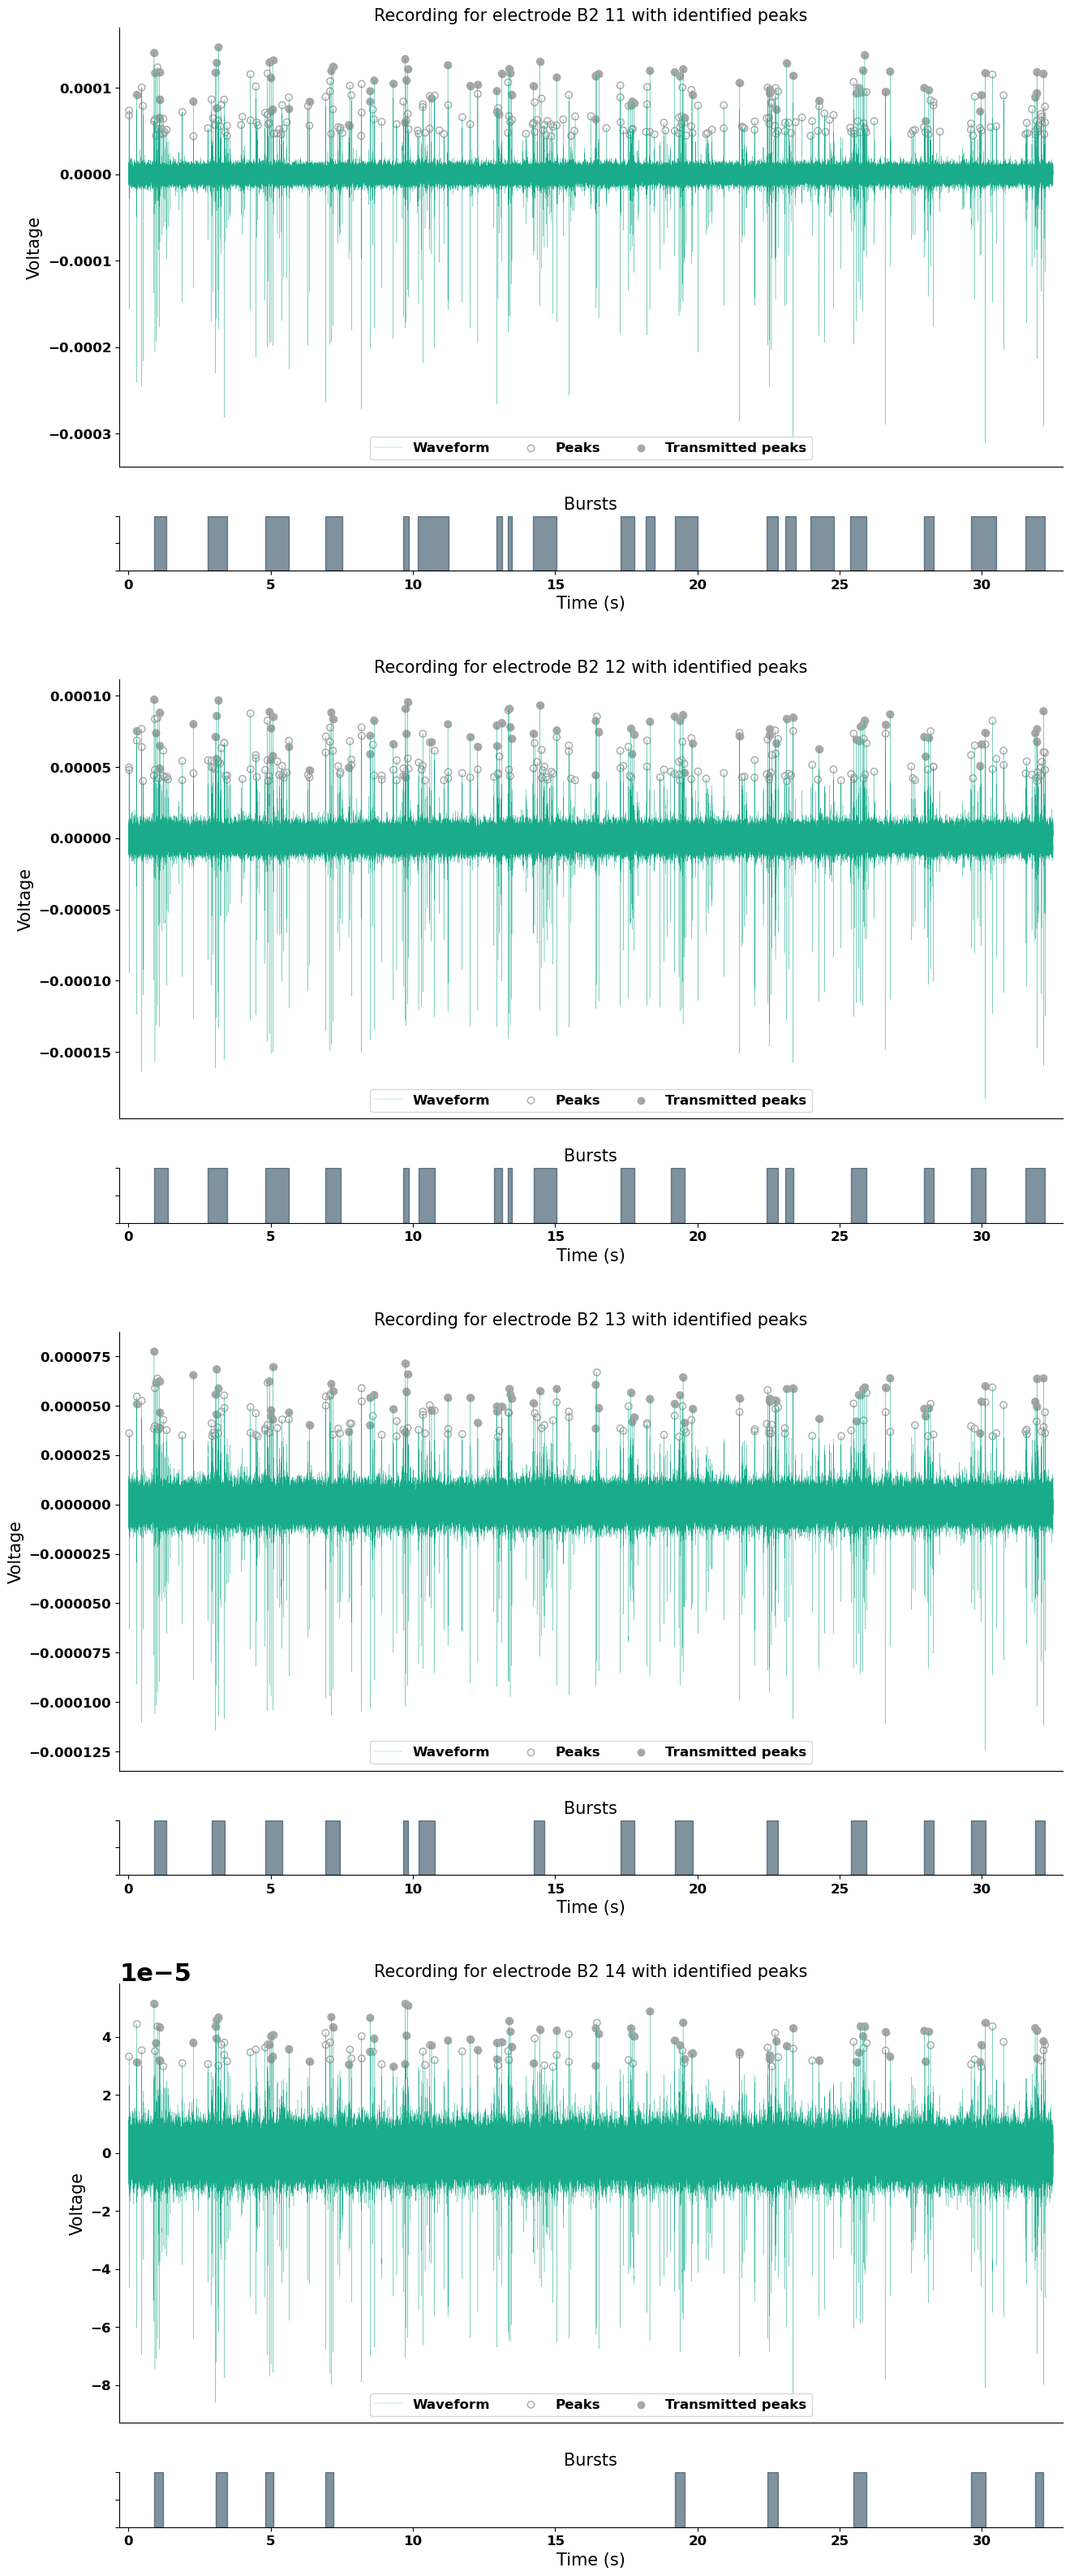 Recording for electrode B2 11 with identified peaks
0.0001
0.0000
−0.0001
−0.0002
−0.0003
Voltage
Waveform Peaks Transmitted peaks
Bursts
0 5 10 15 20 25 30
Time (s)
Recording for electrode B2 12 with identified peaks
0.00010
0.00005
0.00000
−0.00005
−0.00010
−0.00015
Voltage
Waveform Peaks Transmitted peaks
Bursts
0 5 10 15 20 25 30
Time (s)
Recording for electrode B2 13 with identified peaks
0.000075
0.000050
0.000025
0.000000
−0.000025
−0.000050
−0.000075
−0.000100
−0.000125
Voltage
Waveform Peaks Transmitted peaks
Bursts
0 5 10 15 20 25 30
Time (s)
1e−5
Recording for electrode B2 14 with identified peaks
4
2
0
−2
−4
−6
−8
Voltage
Waveform Peaks Transmitted peaks
Bursts
0 5 10 15 20 25 30
Time (s)